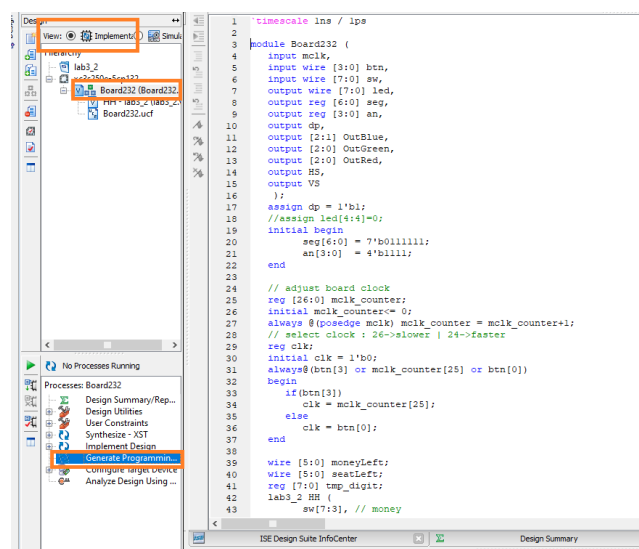 Design
View: Implementa Simula
Hierarchy
lab3_2
xc3s250e-5cp132
Board232 (Board232.
HH - lab3_2 (lab3_2.
Board232.ucf
No Processes Running
Processes: Board232
Design Summary/Rep...
Design Utilities
User Constraints
Synthesize - XST
Implement Design
Generate Programmin...
Configure Target Device
Analyze Design Using ...
1 `timescale 1ns / 1ps
2
3 module Board232 (
4 input mclk,
5 input wire [3:0] btn,
6 input wire [7:0] sw,
7 output wire [7:0] led,
8 output reg [6:0] seg,
9 output reg [3:0] an,
10 output dp,
11 output [2:1] OutBlue,
12 output [2:0] OutGreen,
13 output [2:0] OutRed,
14 output HS,
15 output VS
16 );
17 assign dp = 1'b1;
18 //assign led[4:4]=0;
19 initial begin
20 seg[6:0] = 7'b0111111;
21 an[3:0] = 4'b1111;
22 end
23
24 // adjust board clock
25 reg [26:0] mclk_counter;
26 initial mclk_counter<= 0;
27 always @(posedge mclk) mclk_counter = mclk_counter+1;
28 // select clock : 26->slower | 24->faster
29 reg clk;
30 initial clk = 1'b0;
31 always@(btn[3] or mclk_counter[25] or btn[0])
32 begin
33 if(btn[3])
34 clk = mclk_counter[25];
35 else
36 clk = btn[0];
37 end
38
39 wire [5:0] moneyLeft;
40 wire [5:0] seatLeft;
41 reg [7:0] tmp_digit;
42 lab3_2 HH (
43 sw[7:3], // money
ISE Design Suite InfoCenter
Design Summary